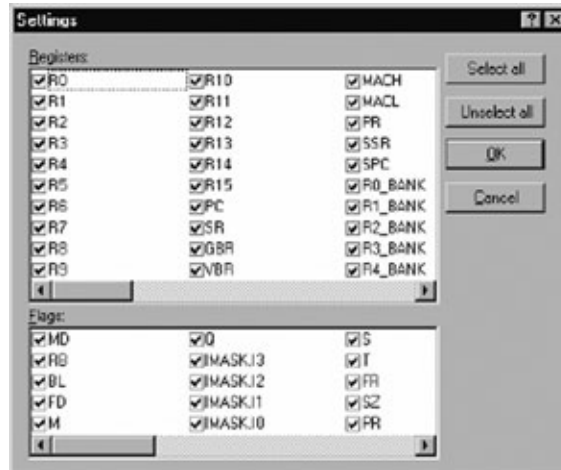 Settings
Registers:
R0 R10 MACH
R1 R11 MACL
R2 R12 PR
R3 R13 SSR
R4 R14 SPC
R5 R15 R0_BANK
R6 PC R1_BANK
R7 SR R2_BANK
R8 GBR R3_BANK
R9 VBR R4_BANK
Select all
Unselect all
OK
Cancel
Flags:
MD Q S
RB IMASK.I3 T
BL IMASK.I2 FR
FD IMASK.I1 SZ
M IMASK.I0 PR